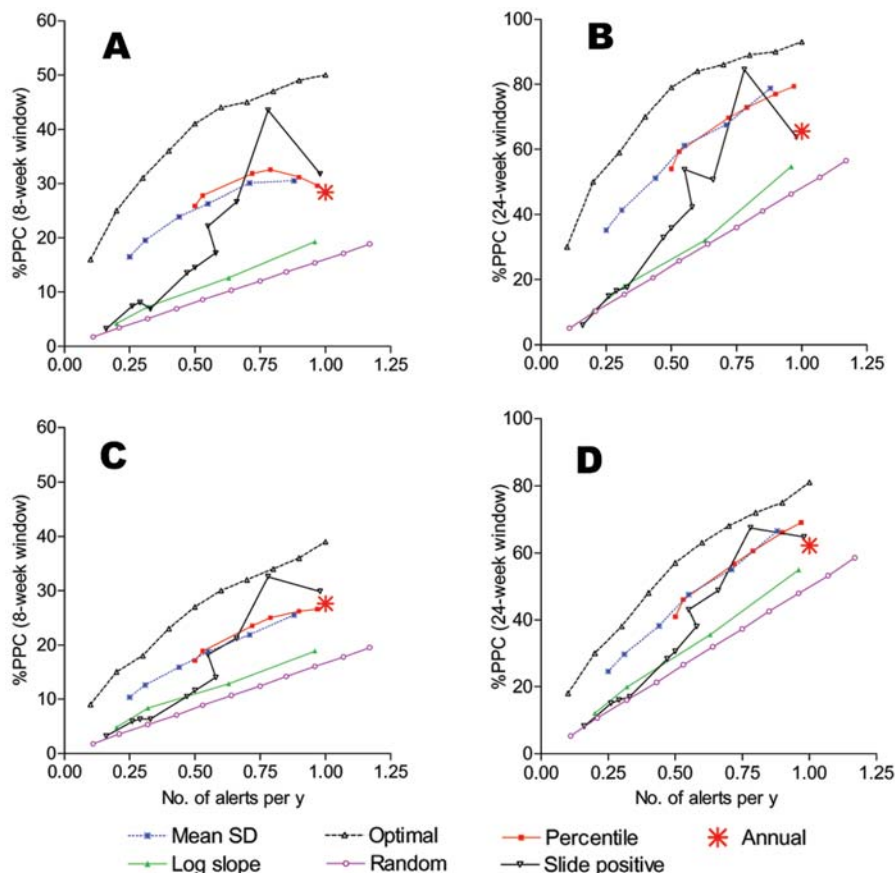 A
%PPC (8-week window)
60
50
40
30
20
10
0
0.00 0.25 0.50 0.75 1.00 1.25
B
%PPC (24-week window)
100
80
60
40
20
0
0.00 0.25 0.50 0.75 1.00 1.25
C
%PPC (8-week window)
60
50
40
30
20
10
0
0.00 0.25 0.50 0.75 1.00 1.25
No. of alerts per y
D
%PPC (24-week window)
100
80
60
40
20
0
0.00 0.25 0.50 0.75 1.00 1.25
No. of alerts per y
Mean SD Optimal Percentile Annual
Log slope Random Slide positive